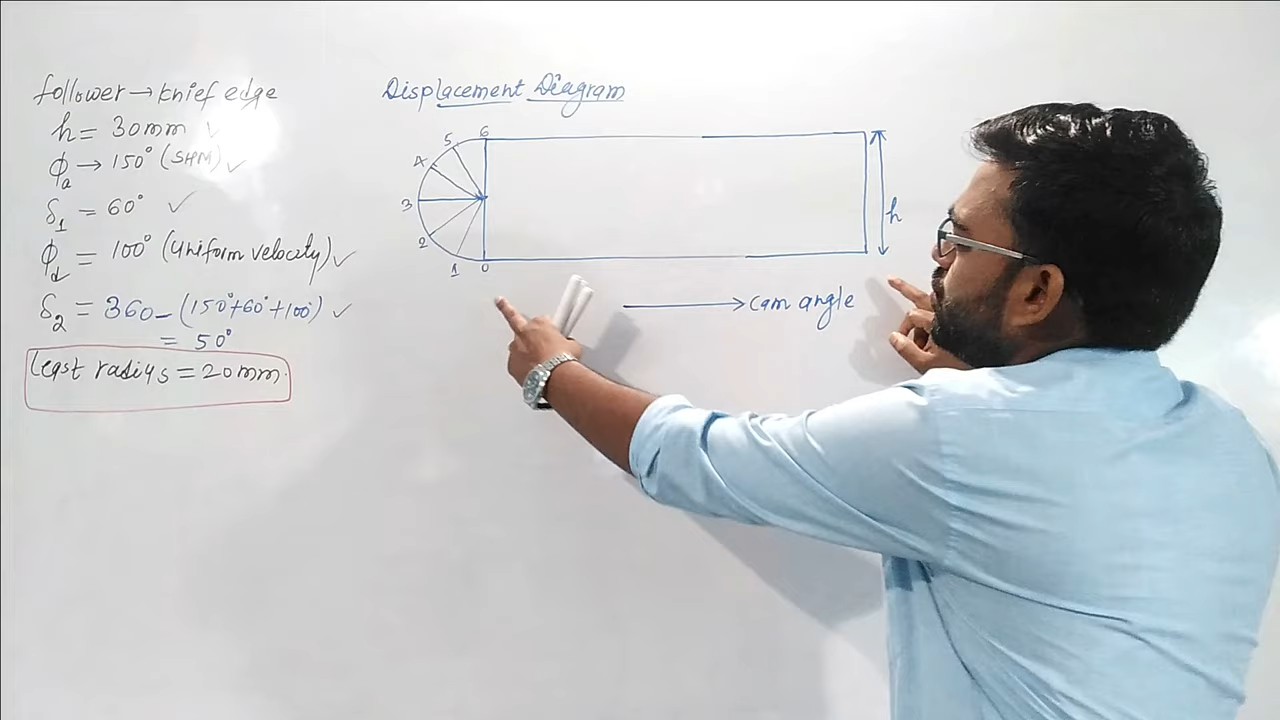 follower → Knief edge
h = 30mm ✓
ϕa → 150° (SHM) ✓
δ1 = 60° ✓
ϕd = 100° (Uniform velocity) ✓
δ2 = 360 - (150°+60°+100°) ✓
= 50°
least radius = 20mm.
Displacement Diagram
6
5
4
3
2
1
0
h
cam angle